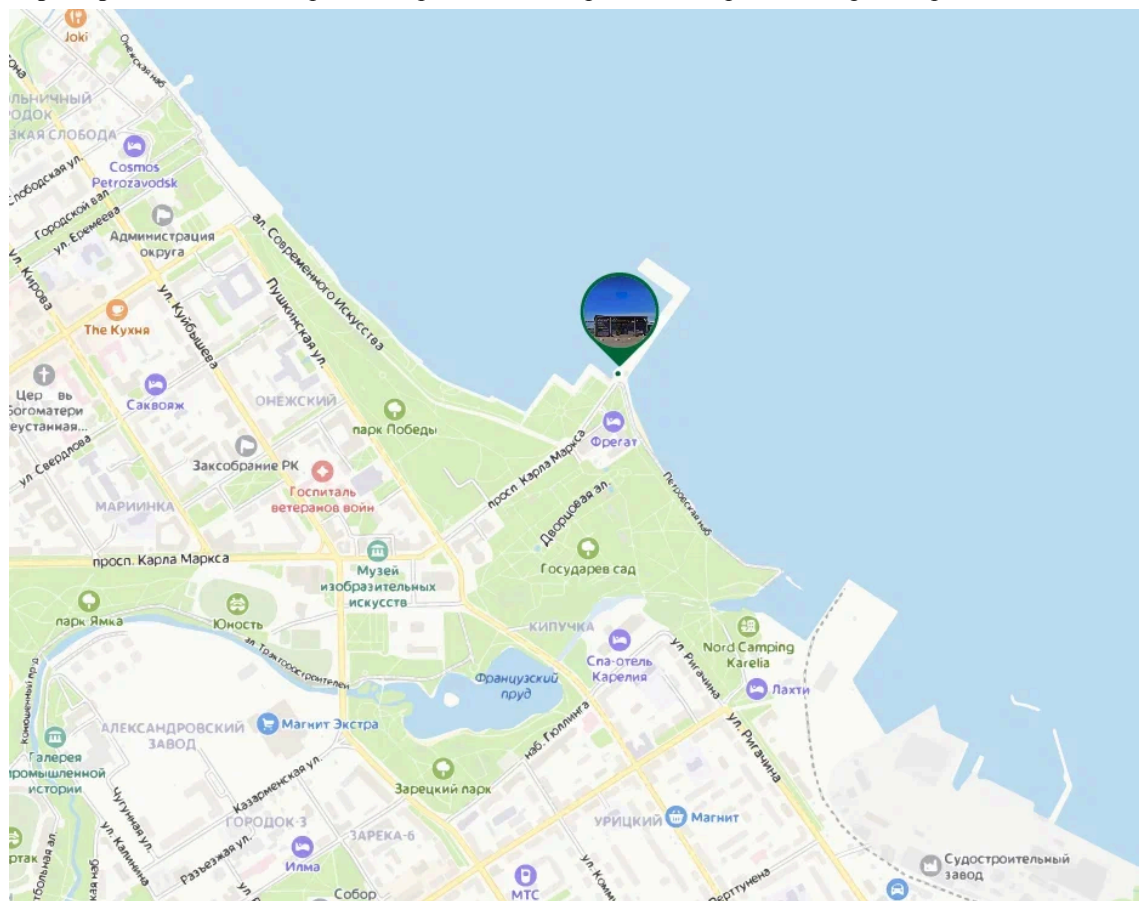 Joki
Онежская наб
Cosmos
Petrozavodsk
Городской вал
ул. Еремеева
Администрация
округа
ал. Современного Искусства
ул. Кирова
ул. Куйбышева
Пушкинская ул.
The Кухня
Саквояж
ОНЕЖСКИЙ
парк Победы
Фрегат
просп. Карла Маркса
ул. Свердлова
Заксобрание РК
Госпиталь
ветеранов войн
МАРИИНКА
Петровская наб
Дворцовая ал.
Государев сад
просп. Карла Маркса
Музей
изобразительных
искусств
парк Ямка
Юность
КИПУЧКА
Спа-отель
Карелия
ул. Ригачина
Nord Camping
Karelia
Лахти
Французский
пруд
АЛЕКСАНДРОВСКИЙ
ЗАВОД
Магнит Экстра
наб. Гюллинга
ул. Ригачина
Галерея
промышленной
истории
Зарецкий парк
Казарменская ул.
Чугунная ул.
ул. Калинина
ГОРОДОК-3
ЗАРЕКА-6
Разъезжая ул.
Илма
УРИЦКИЙ
Магнит
Судостроительный
завод
Собор
МТС